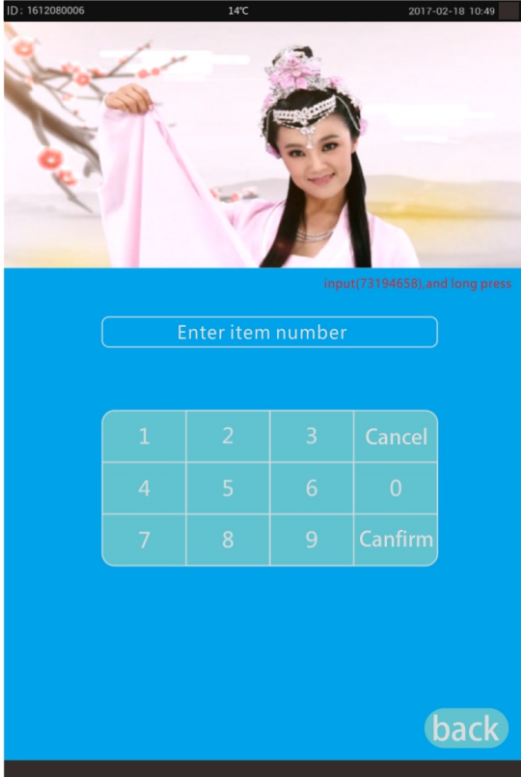 ID: 1612080006 14℃ 2017-02-18 10:49
input(73194658),and long press
Enter item number
1 2 3 Cancel
4 5 6 0
7 8 9 Canfirm
back